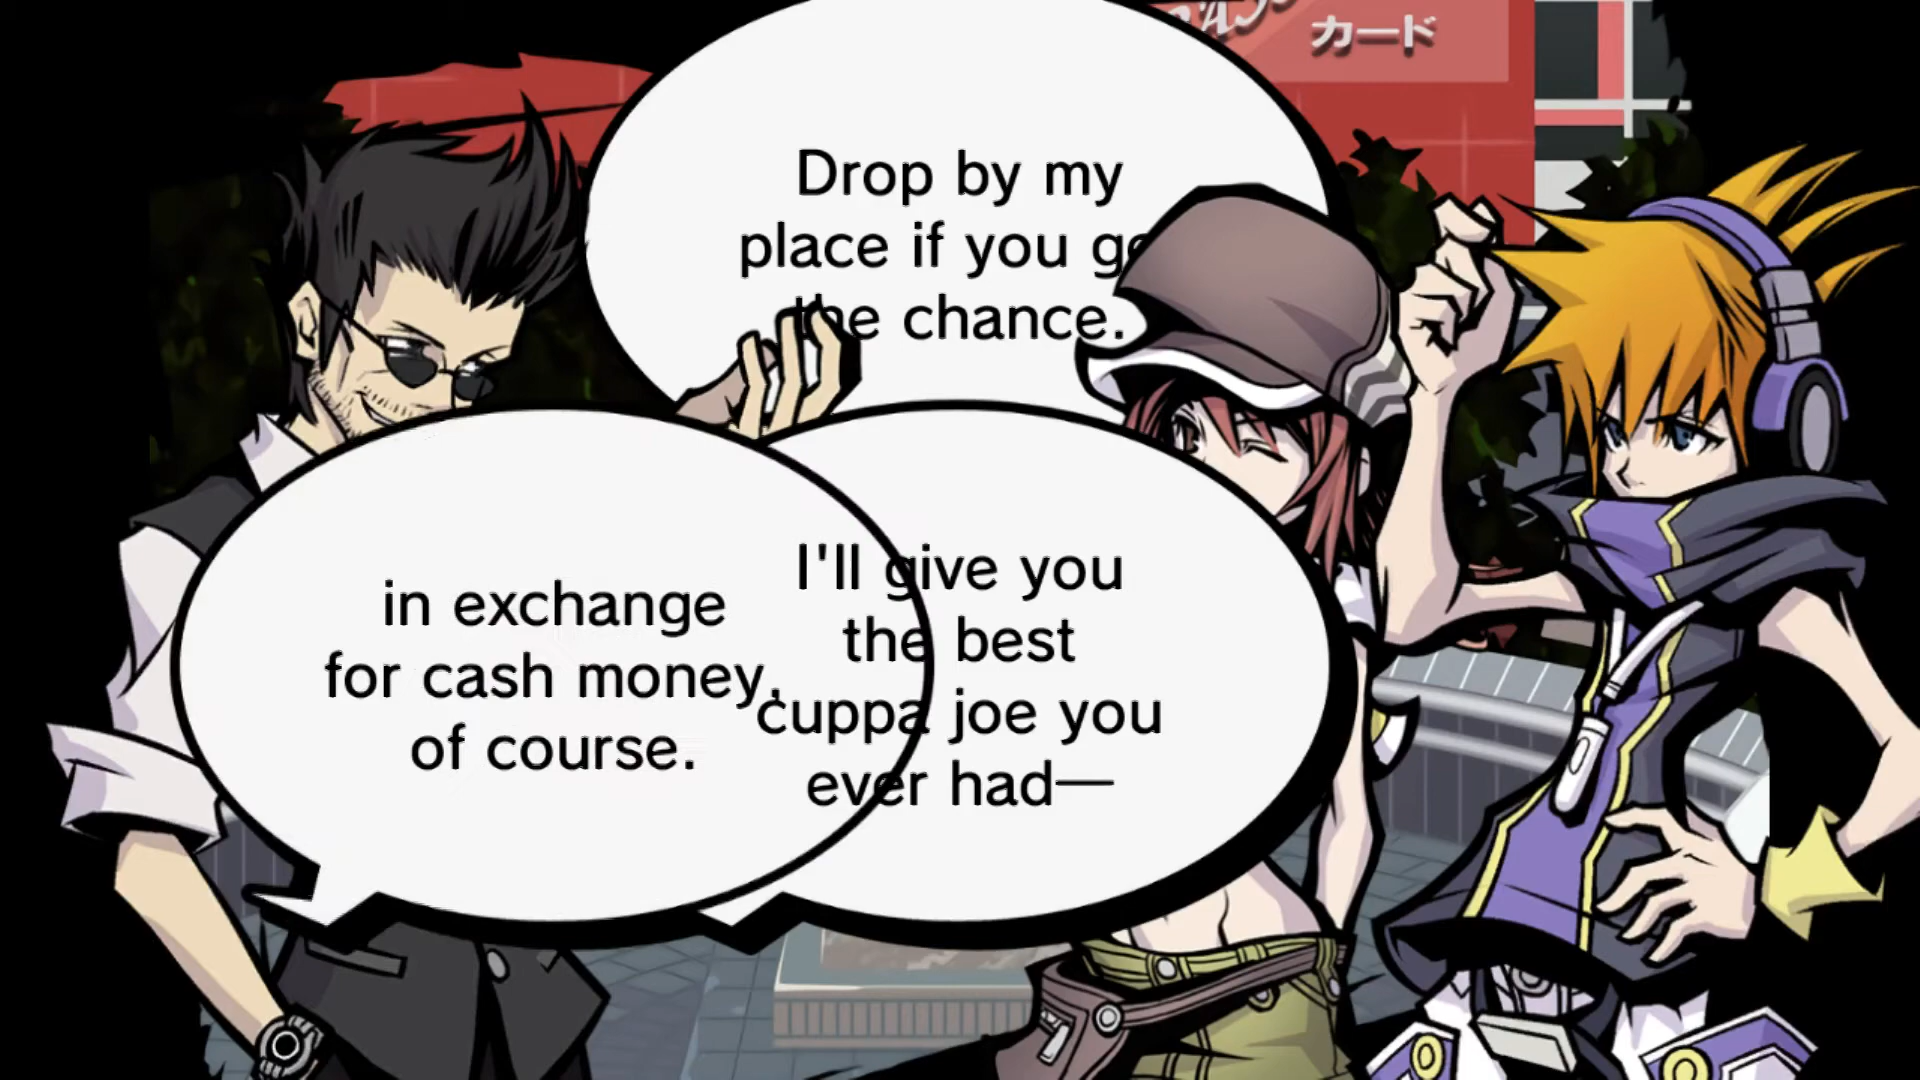 カード
Drop by my
place if you
the chance.
I'll give you
the best
cuppa joe you
ever had—
in exchange
for cash money,
of course.